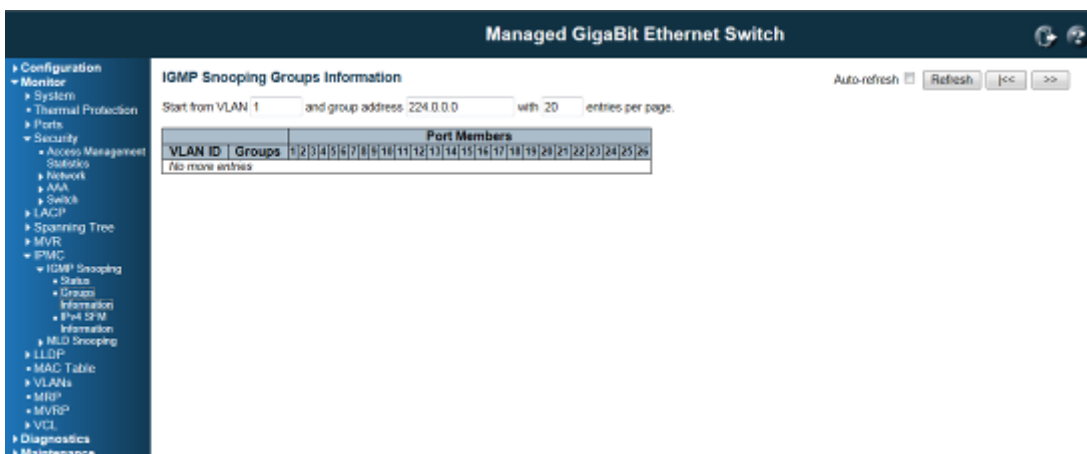 Managed GigaBit Ethernet Switch
Configuration
Monitor
System
Thermal Protection
Ports
Security
Access Management
Statistics
Network
AAA
Switch
LACP
Spanning Tree
MVR
IPMC
IGMP Snooping
Status
Groups
Information
IPv4 SFM
Information
MLD Snooping
LLDP
MAC Table
VLANs
MRP
MVRP
VCL
Diagnostics
Maintenance
IGMP Snooping Groups Information
Auto-refresh Refresh |<< >>
Start from VLAN 1 and group address 224.0.0.0 with 20 entries per page.
Port Members
VLAN ID Groups 1 2 3 4 5 6 7 8 9 10 11 12 13 14 15 16 17 18 19 20 21 22 23 24 25 26
No more entries